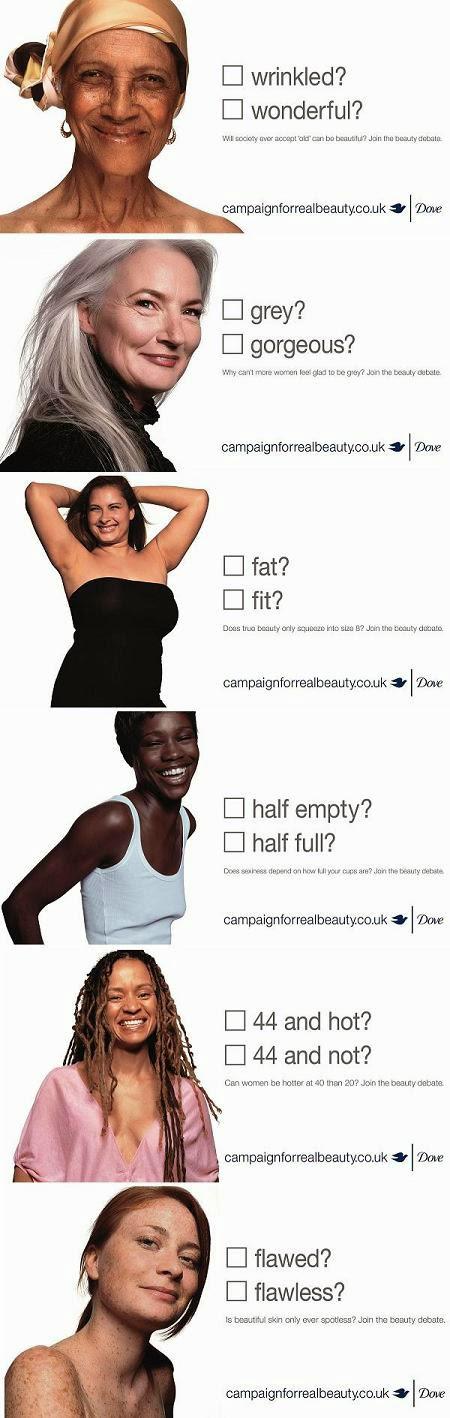 wrinkled?
wonderful?
Will society ever accept 'old' can be beautiful? Join the beauty debate.
campaignforrealbeauty.co.uk Dove
grey?
gorgeous?
Why can't more women feel glad to be grey? Join the beauty debate.
campaignforrealbeauty.co.uk Dove
fat?
fit?
Does true beauty only squeeze into size 8? Join the beauty debate.
campaignforrealbeauty.co.uk Dove
half empty?
half full?
Does sexiness depend on how full your cups are? Join the beauty debate.
campaignforrealbeauty.co.uk Dove
44 and hot?
44 and not?
Can women be hotter at 40 than 20? Join the beauty debate.
campaignforrealbeauty.co.uk Dove
flawed?
flawless?
Is beautiful skin only ever spotless? Join the beauty debate.
campaignforrealbeauty.co.uk Dove